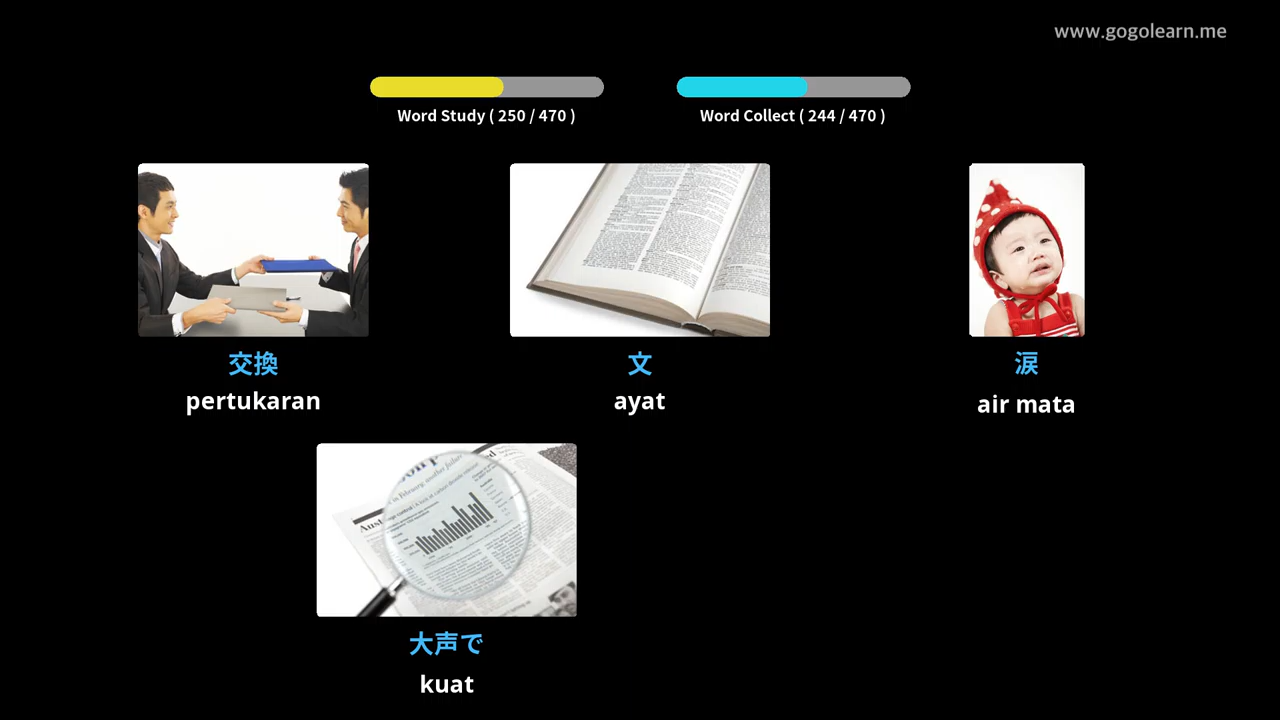 www.gogolearn.me
Word Study ( 250 / 470 )
Word Collect ( 244 / 470 )
交換
pertukaran
文
ayat
涙
air mata
大声で
kuat